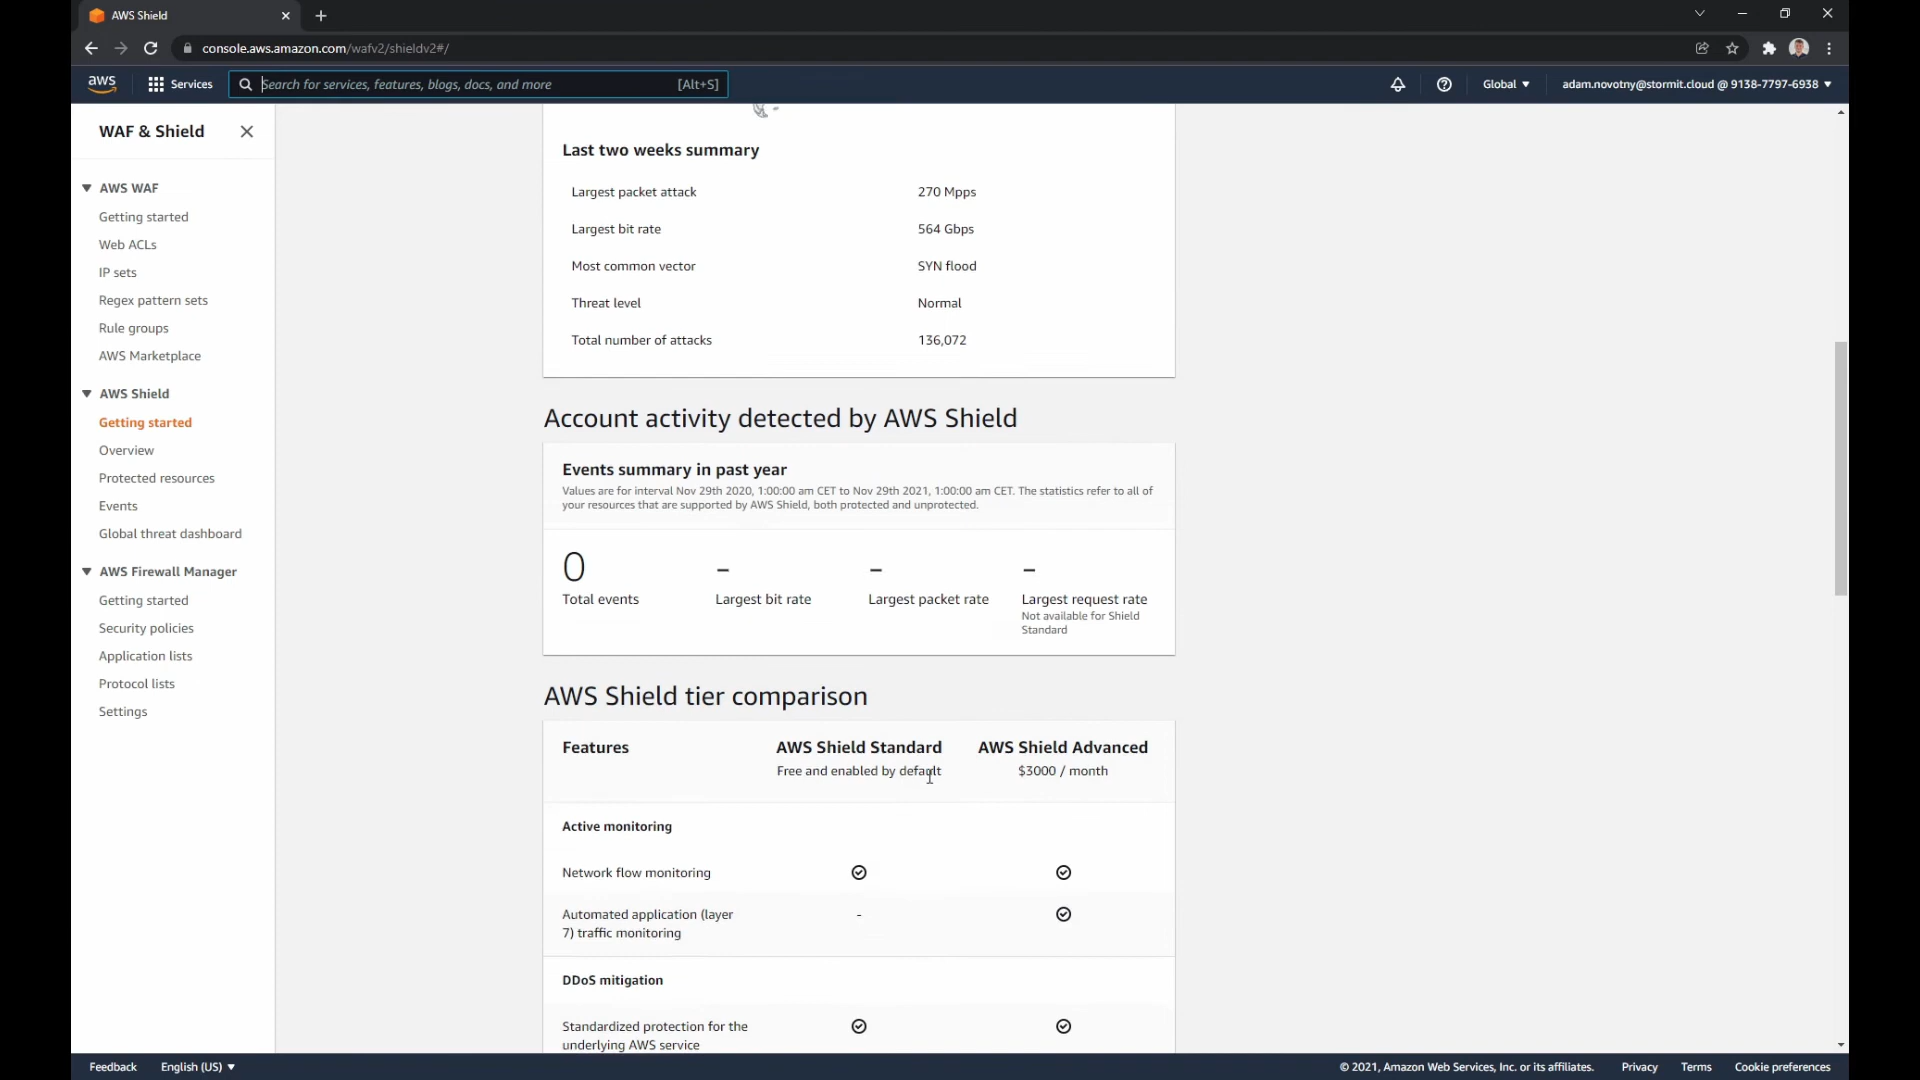 AWS Shield
console.aws.amazon.com/wafv2/shieldv2#/
aws
Services
Search for services, features, blogs, docs, and more
[Alt+S]
Global
adam.novotny@stormit.cloud @ 9138-7797-6938
WAF & Shield
AWS WAF
Getting started
Web ACLs
IP sets
Regex pattern sets
Rule groups
AWS Marketplace
AWS Shield
Getting started
Overview
Protected resources
Events
Global threat dashboard
AWS Firewall Manager
Getting started
Security policies
Application lists
Protocol lists
Settings
Last two weeks summary
Largest packet attack 270 Mpps
Largest bit rate 564 Gbps
Most common vector SYN flood
Threat level Normal
Total number of attacks 136,072
Account activity detected by AWS Shield
Events summary in past year
Values are for interval Nov 29th 2020, 1:00:00 am CET to Nov 29th 2021, 1:00:00 am CET. The statistics refer to all of
your resources that are supported by AWS Shield, both protected and unprotected.
0 – – –
Total events Largest bit rate Largest packet rate Largest request rate
Not available for Shield
Standard
AWS Shield tier comparison
Features AWS Shield Standard AWS Shield Advanced
Free and enabled by default $3000 / month
Active monitoring
Network flow monitoring
Automated application (layer -
7) traffic monitoring
DDoS mitigation
Standardized protection for the
underlying AWS service
Feedback English (US) © 2021, Amazon Web Services, Inc. or its affiliates. Privacy Terms Cookie preferences